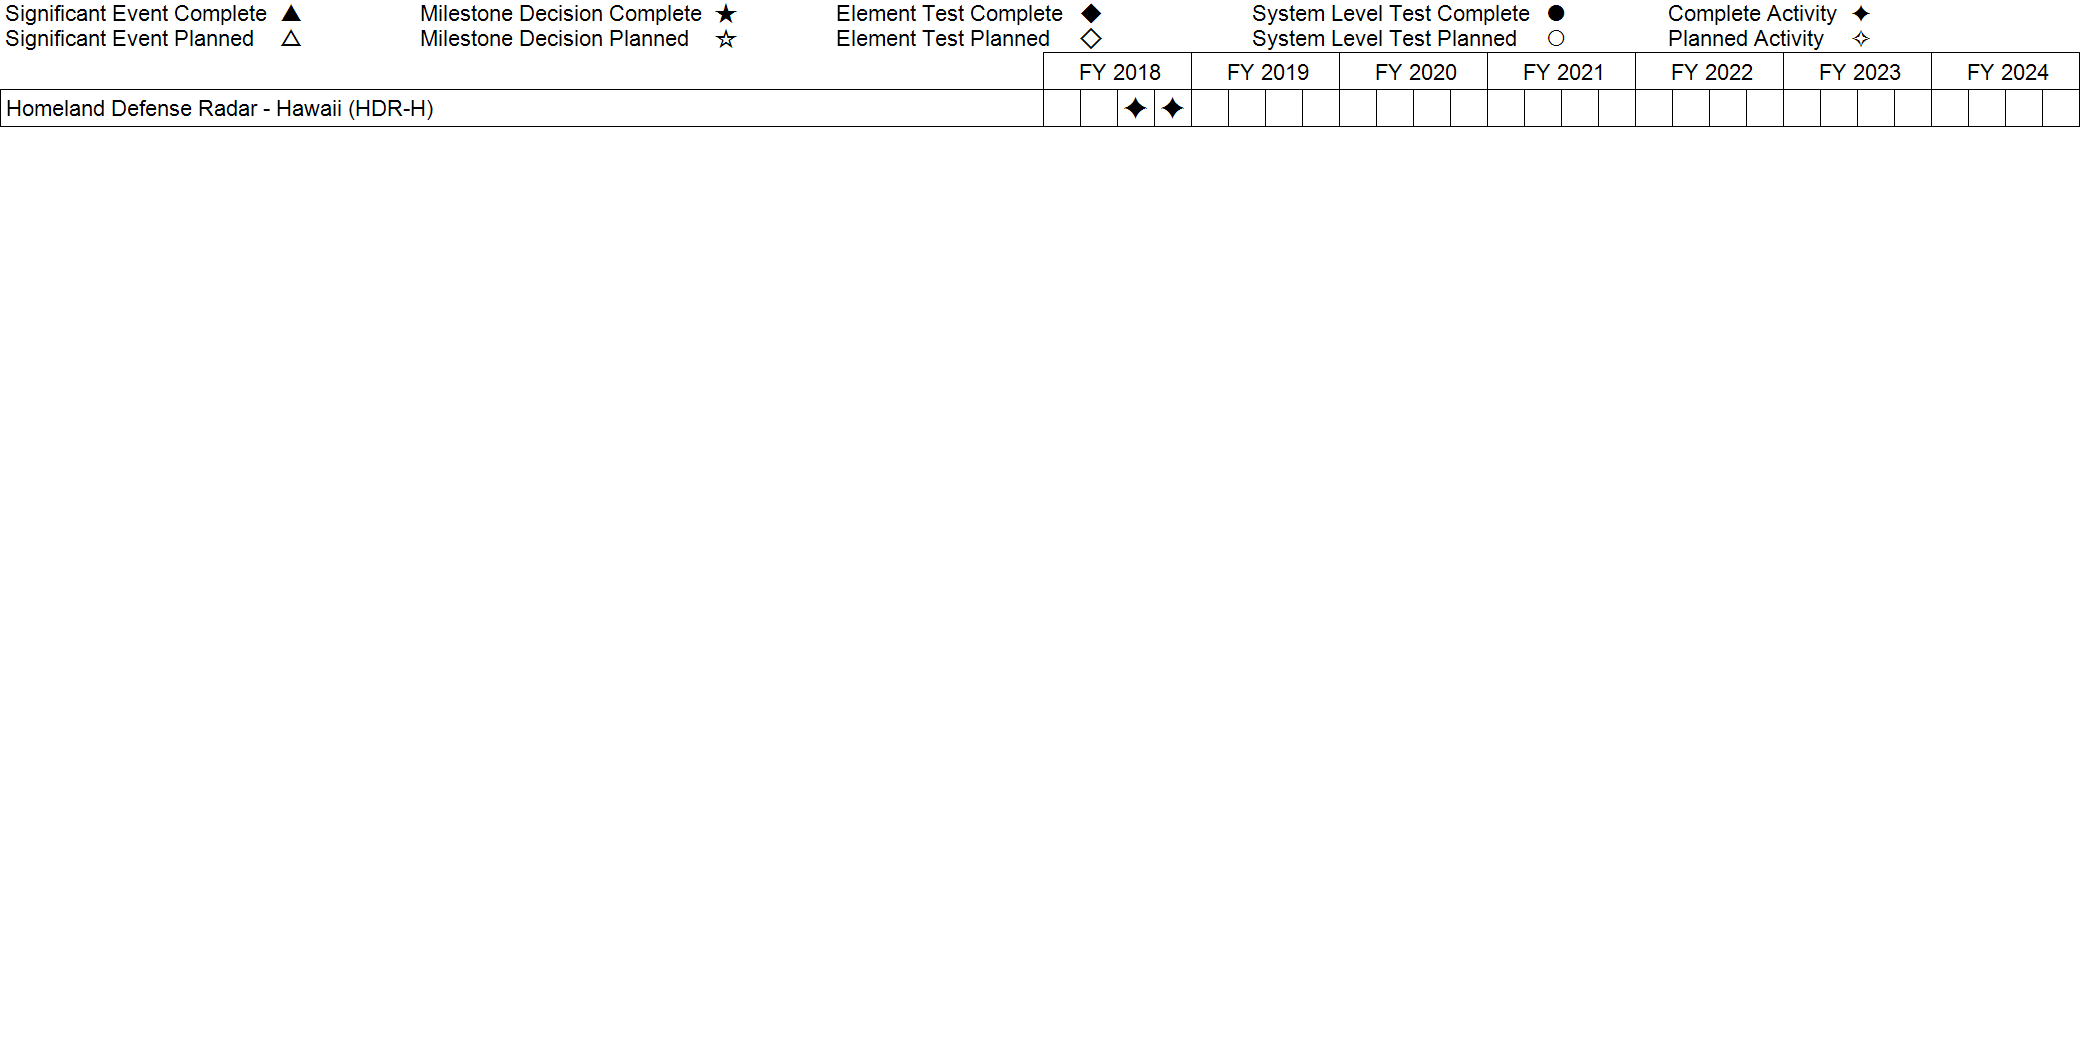 Significant Event Complete ▲ Milestone Decision Complete ★ Element Test Complete ◆ System Level Test Complete ● Complete Activity ✦
Significant Event Planned △ Milestone Decision Planned ☆ Element Test Planned ◇ System Level Test Planned ○ Planned Activity ✧
FY 2018 FY 2019 FY 2020 FY 2021 FY 2022 FY 2023 FY 2024
Homeland Defense Radar - Hawaii (HDR-H) ✦ ✦